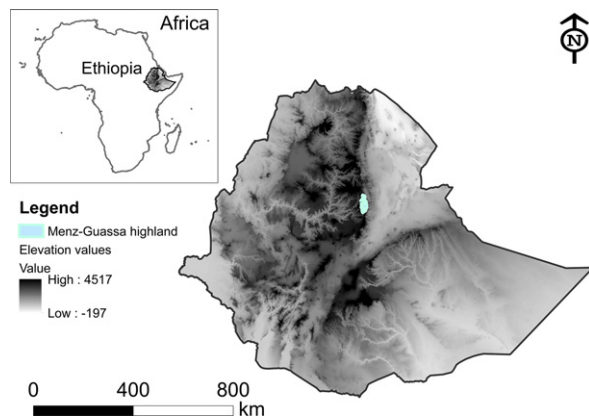 Africa
Ethiopia
N
Legend
Menz-Guassa highland
Elevation values
Value
High : 4517
Low : -197
0 400 800
km